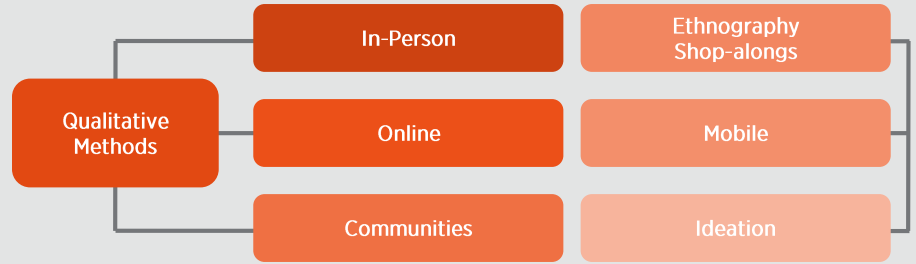 Qualitative
Methods
In-Person
Online
Communities
Ethnography
Shop-alongs
Mobile
Ideation